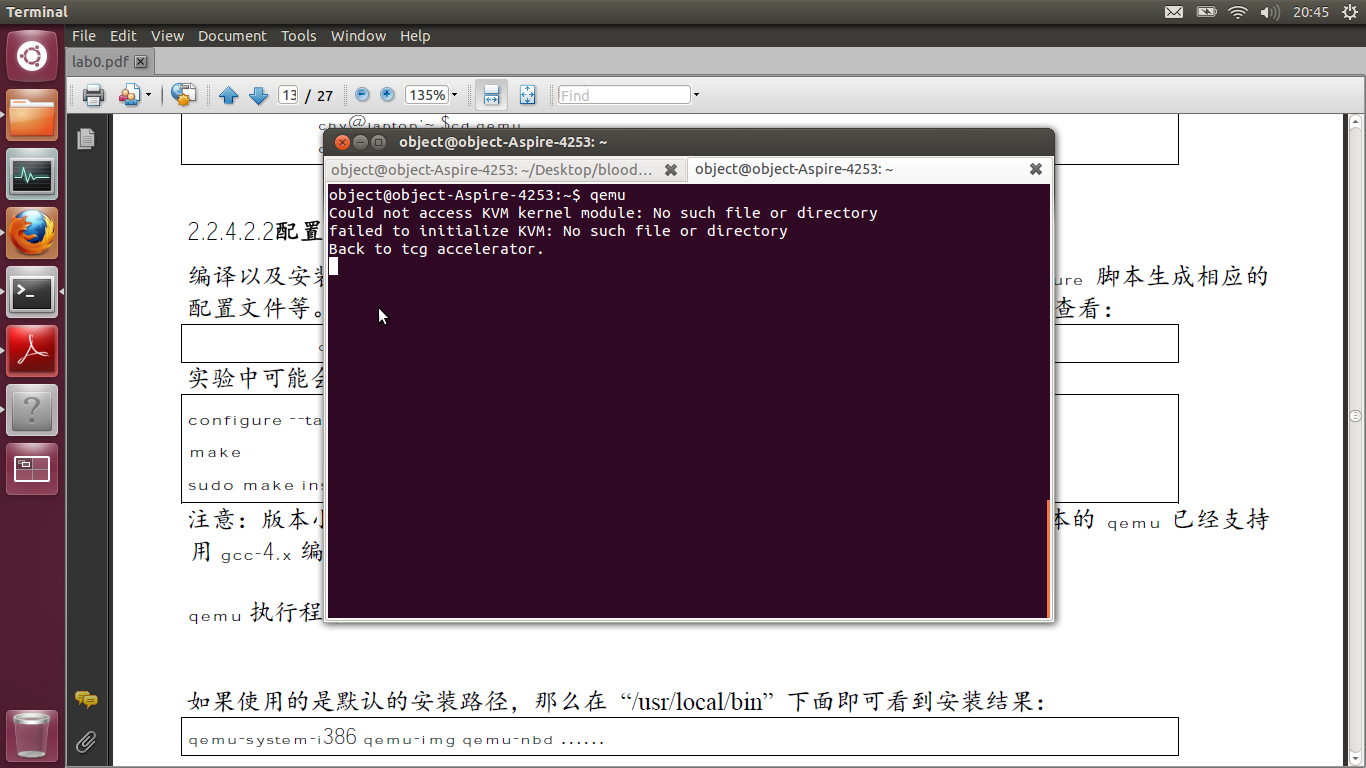 Terminal
20:45
File Edit View Document Tools Window Help
lab0.pdf
13 / 27
135%
Find
chy@laptop:~ $cd qemu
object@object-Aspire-4253: ~
object@object-Aspire-4253: ~/Desktop/blood...
object@object-Aspire-4253: ~
object@object-Aspire-4253:~$ qemu
Could not access KVM kernel module: No such file or directory
failed to initialize KVM: No such file or directory
Back to tcg accelerator.
2.2.4.2.2配置
编译以及安装 ure 脚本生成相应的
配置文件等。 查看：
实验中可能会
configure --ta
make
sudo make ins
注意：版本小 本的 qemu 已经支持
用 gcc-4.x 编
qemu 执行程
如果使用的是默认的安装路径，那么在 “/usr/local/bin” 下面即可看到安装结果：
qemu-system-i386 qemu-img qemu-nbd ......